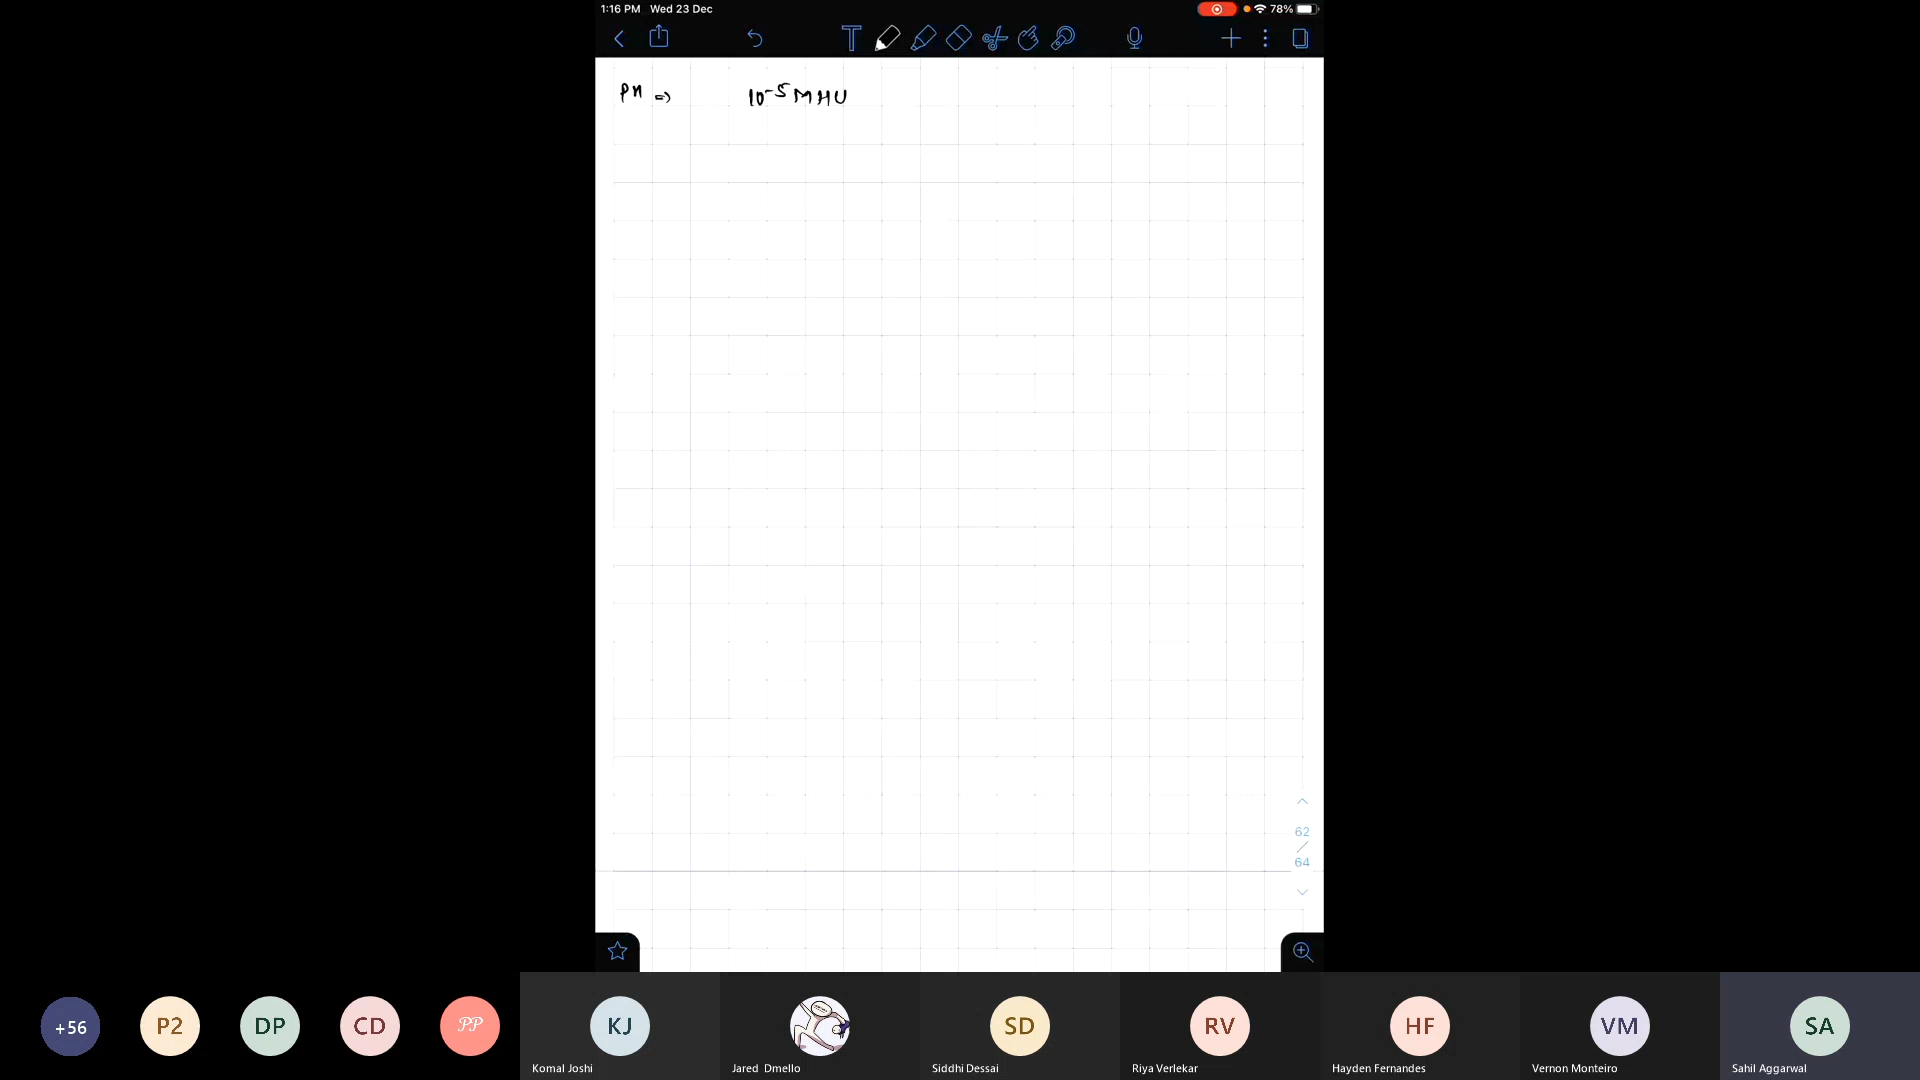 1:16 PM Wed 23 Dec 78%
T
PH => 10-5 MHU
62
64
+56 P2 DP CD PP KJ SD RV HF VM SA
Komal Joshi Jared Dmello Siddhi Dessai Riya Verlekar Hayden Fernandes Vernon Monteiro Sahil Aggarwal